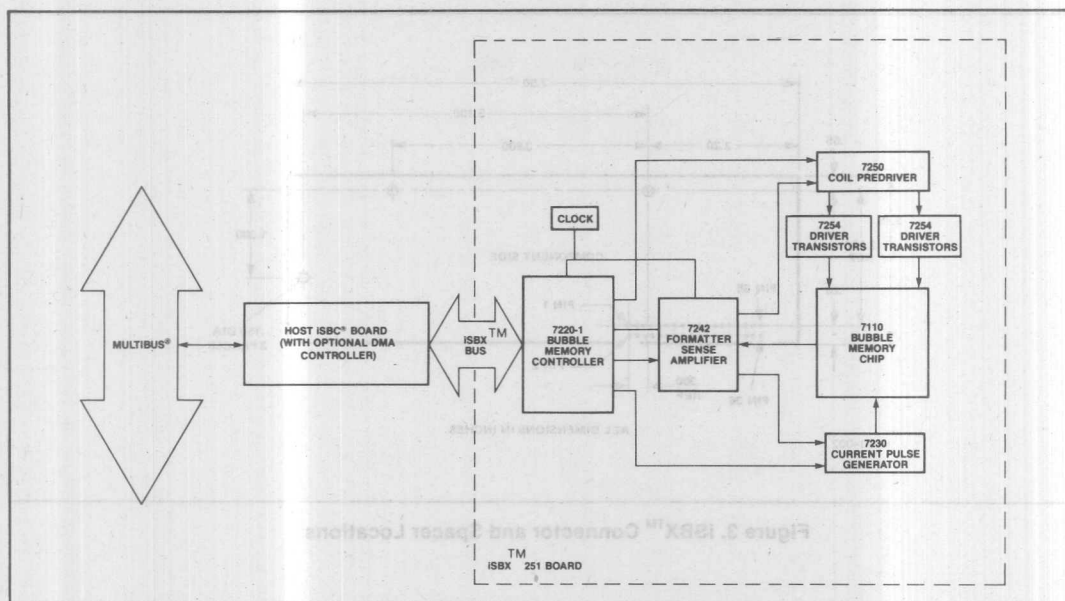 7250
COIL PREDRIVER
7254
DRIVER
TRANSISTORS
7254
DRIVER
TRANSISTORS
CLOCK
MULTIBUS®
HOST iSBC® BOARD
(WITH OPTIONAL DMA
CONTROLLER)
iSBX™
BUS
7220-1
BUBBLE
MEMORY
CONTROLLER
7242
FORMATTER
SENSE
AMPLIFIER
7110
BUBBLE
MEMORY
CHIP
7230
CURRENT PULSE
GENERATOR
iSBX™ 251 BOARD
Figure 3. iSBX™ Connector and Spacer Locations
ALL DIMENSIONS IN INCHES
COMPONENT SIDE
PIN 1